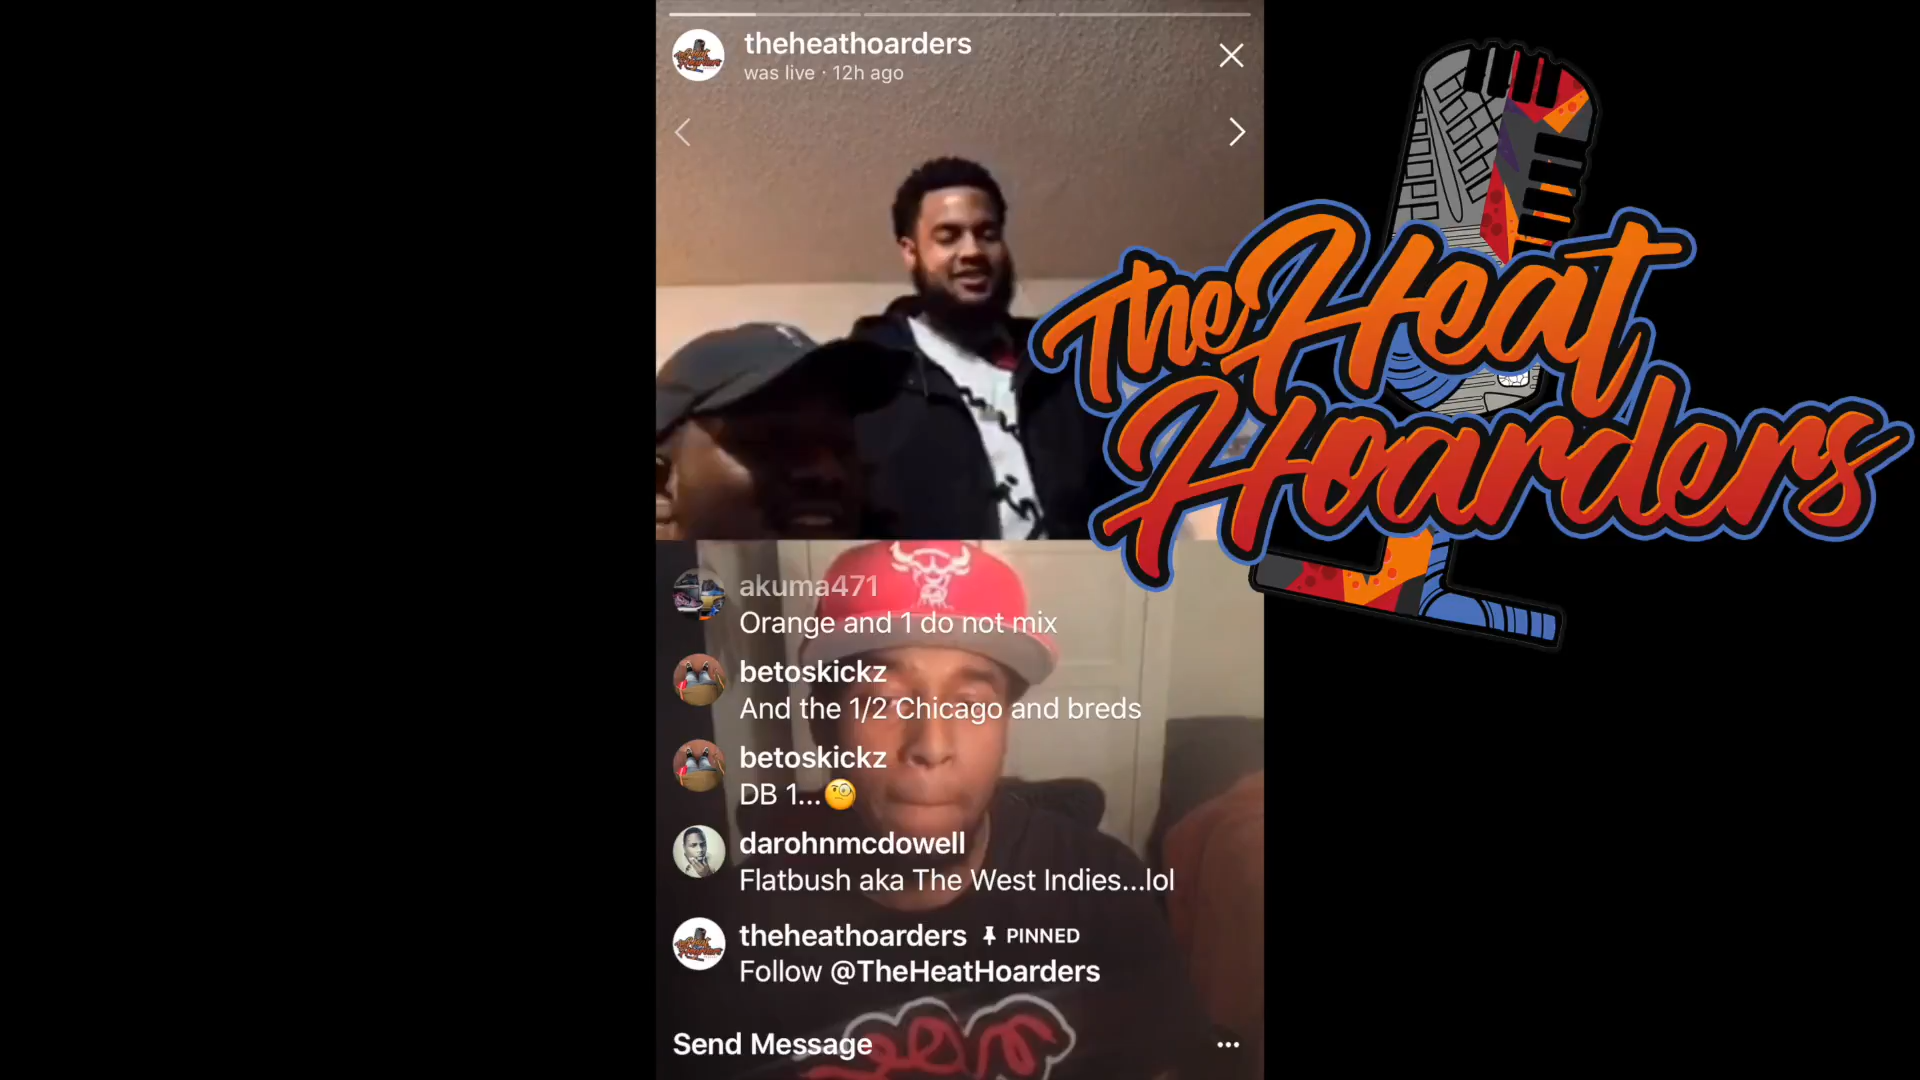 theheathoarders
was live · 12h ago
The Heat
Hoarders
akuma471
Orange and 1 do not mix
betoskickz
And the 1/2 Chicago and breds
betoskickz
DB 1...🧐
darohnmcdowell
Flatbush aka The West Indies...lol
theheathoarders PINNED
Follow @TheHeatHoarders
Send Message